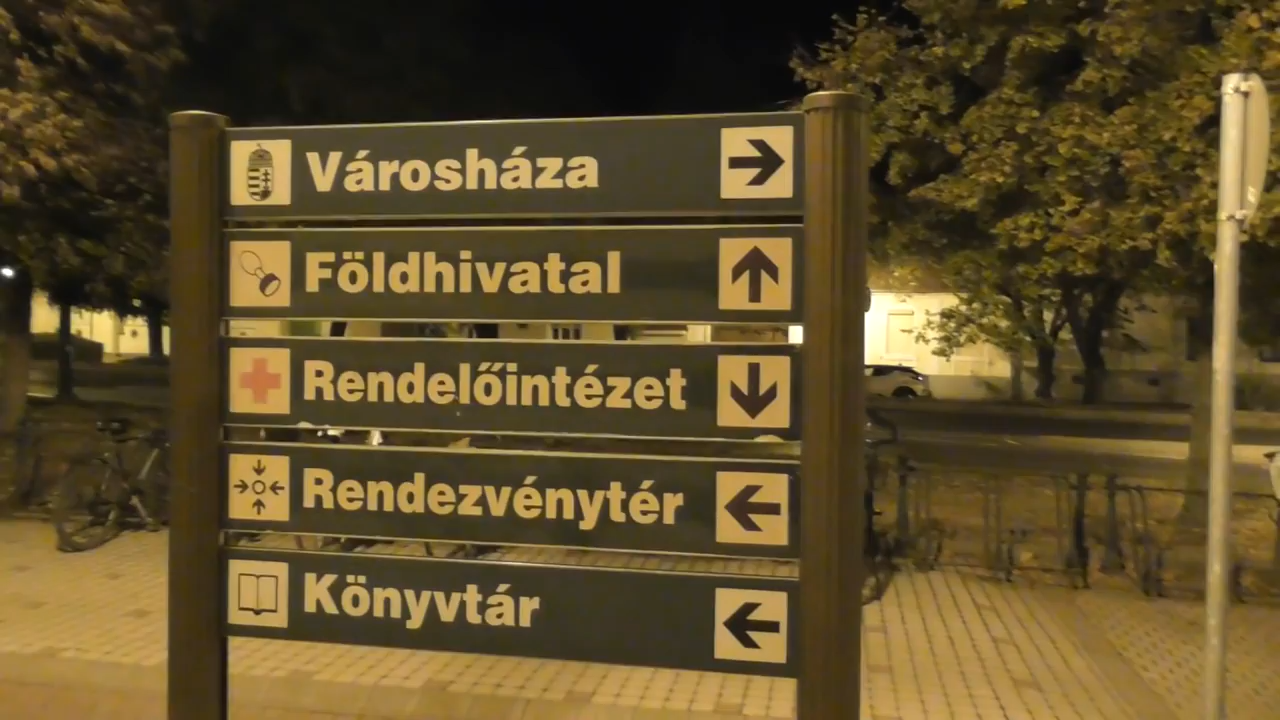 Városháza
Földhivatal
Rendelőintézet
Rendezvénytér
Könyvtár